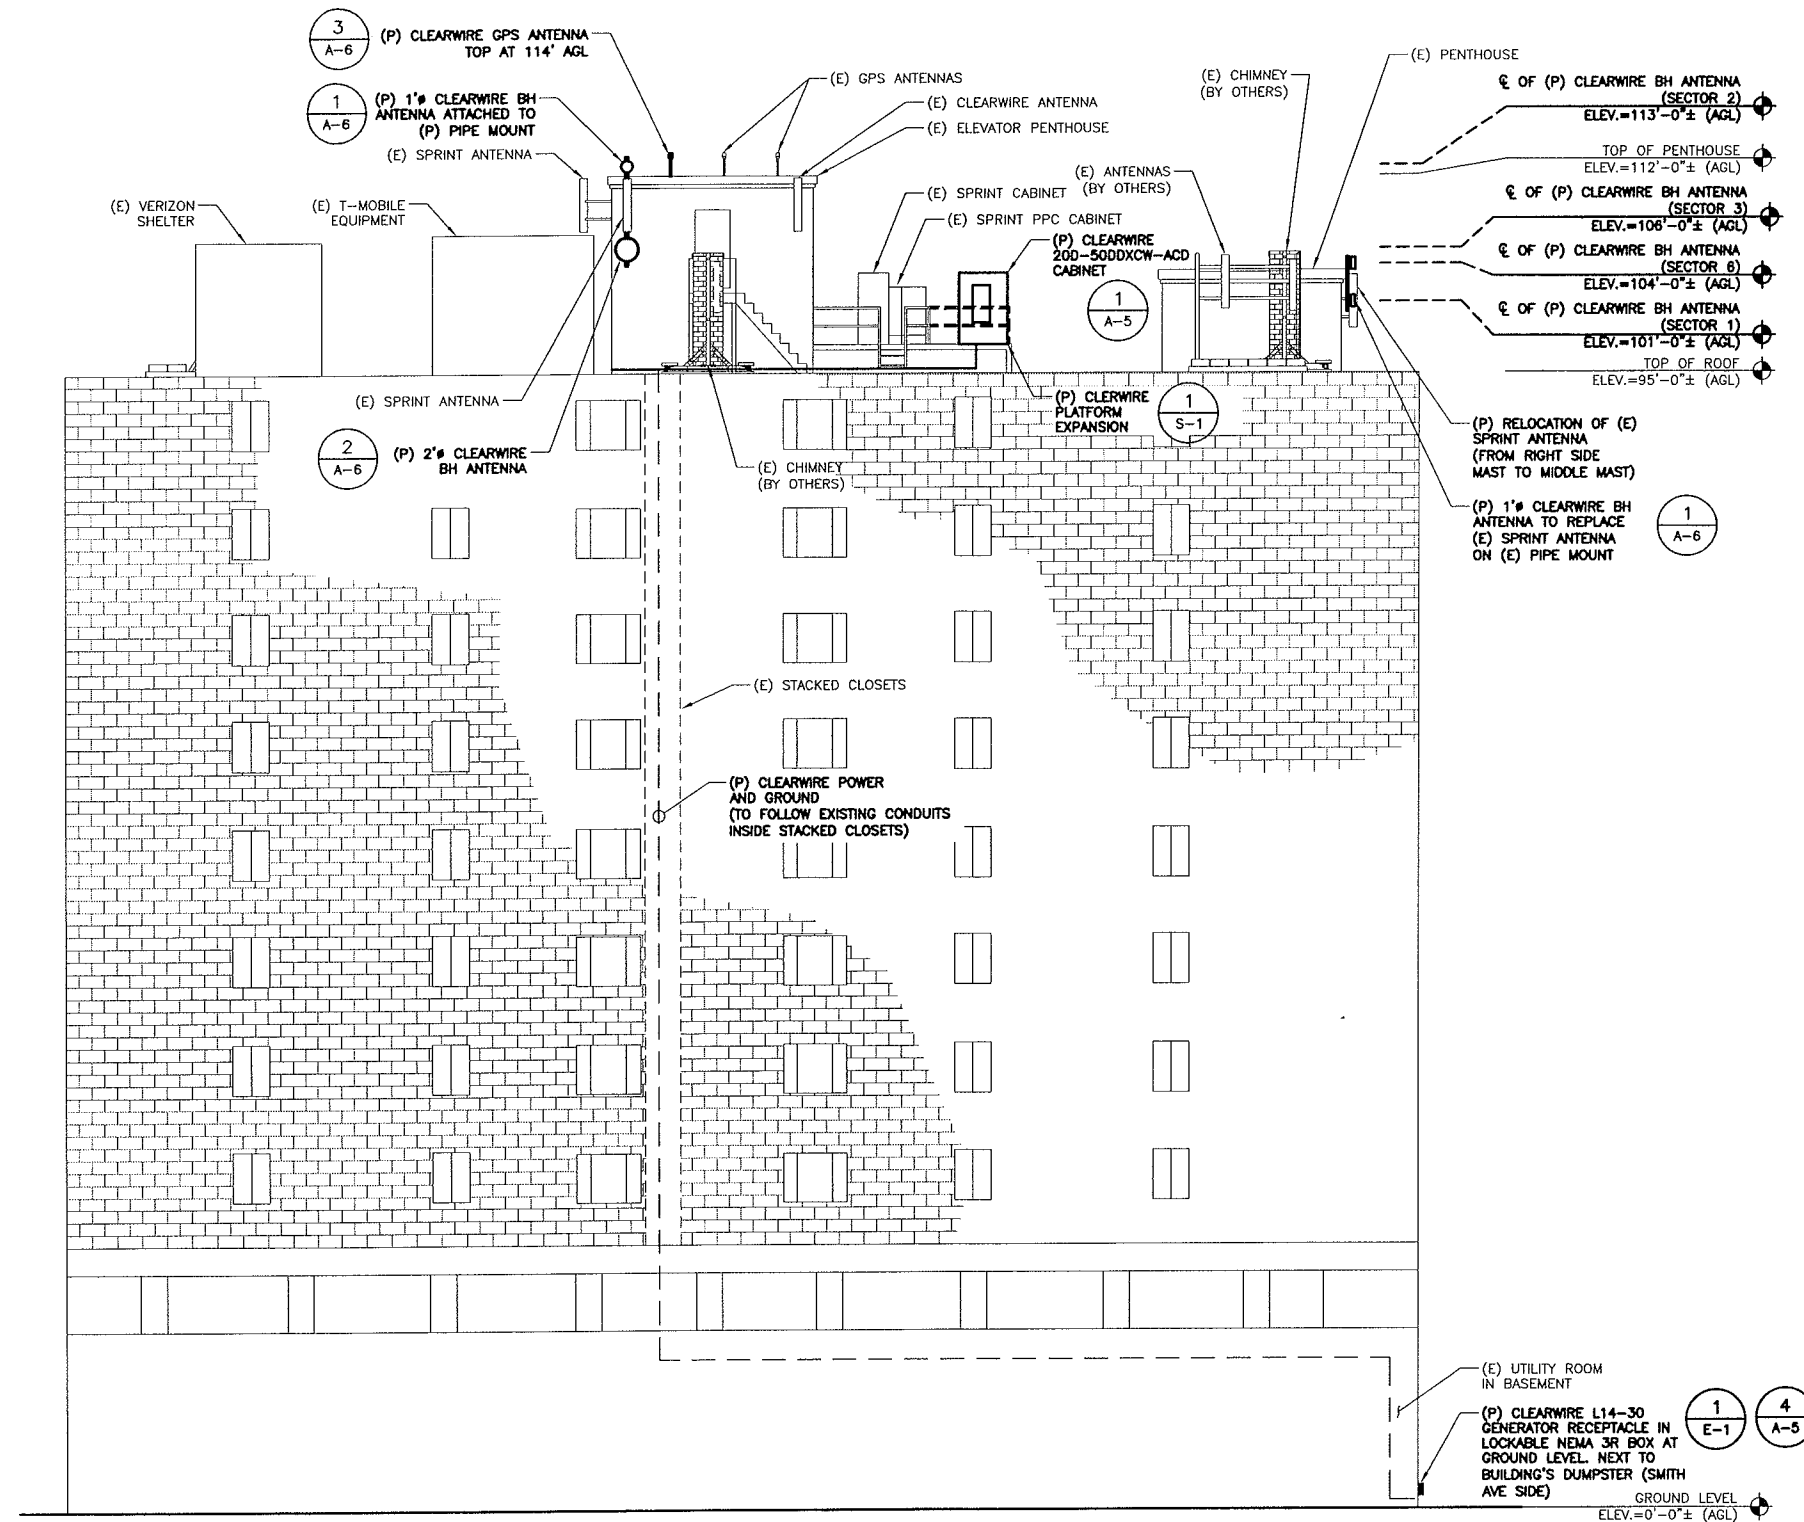 3
A-6
(P) CLEARWIRE GPS ANTENNA
TOP AT 114' AGL
1
A-6
(P) 1'ø CLEARWIRE BH
ANTENNA ATTACHED TO
(P) PIPE MOUNT
(E) SPRINT ANTENNA
(E) VERIZON
SHELTER
(E) T-MOBILE
EQUIPMENT
(E) GPS ANTENNAS
(E) CLEARWIRE ANTENNA
(E) ELEVATOR PENTHOUSE
(E) SPRINT CABINET
(E) SPRINT PPC CABINET
(P) CLEARWIRE
20D-50DDXCW-ACD
CABINET
1
A-5
(E) ANTENNAS
(BY OTHERS)
(E) CHIMNEY
(BY OTHERS)
(E) PENTHOUSE
℄ OF (P) CLEARWIRE BH ANTENNA
(SECTOR 2)
ELEV.=113'-0"± (AGL)
TOP OF PENTHOUSE
ELEV.=112'-0"± (AGL)
℄ OF (P) CLEARWIRE BH ANTENNA
(SECTOR 3)
ELEV.=106'-0"± (AGL)
℄ OF (P) CLEARWIRE BH ANTENNA
(SECTOR 6)
ELEV.=104'-0"± (AGL)
℄ OF (P) CLEARWIRE BH ANTENNA
(SECTOR 1)
ELEV.=101'-0"± (AGL)
TOP OF ROOF
ELEV.=95'-0"± (AGL)
(E) SPRINT ANTENNA
2
A-6
(P) 2'ø CLEARWIRE
BH ANTENNA
(E) CHIMNEY
(BY OTHERS)
(P) CLERWIRE
PLATFORM
EXPANSION
1
S-1
(P) RELOCATION OF (E)
SPRINT ANTENNA
(FROM RIGHT SIDE
MAST TO MIDDLE MAST)
(P) 1'ø CLEARWIRE BH
ANTENNA TO REPLACE
(E) SPRINT ANTENNA
ON (E) PIPE MOUNT
1
A-6
(E) STACKED CLOSETS
(P) CLEARWIRE POWER
AND GROUND
(TO FOLLOW EXISTING CONDUITS
INSIDE STACKED CLOSETS)
(E) UTILITY ROOM
IN BASEMENT
(P) CLEARWIRE L14-30
GENERATOR RECEPTACLE IN
LOCKABLE NEMA 3R BOX AT
GROUND LEVEL. NEXT TO
BUILDING'S DUMPSTER (SMITH
AVE SIDE)
1
E-1
4
A-5
GROUND LEVEL
ELEV.=0'-0"± (AGL)